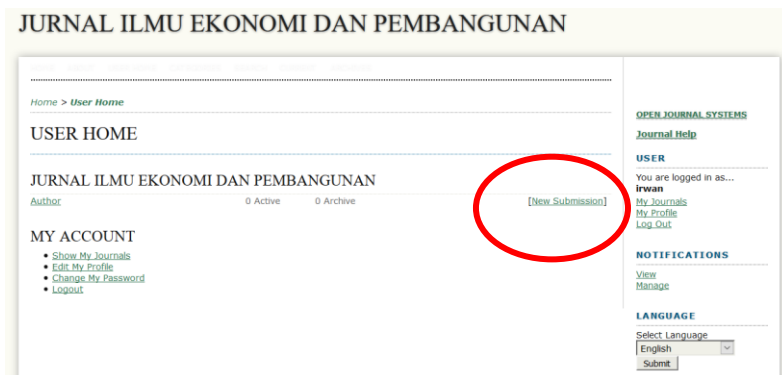 JURNAL ILMU EKONOMI DAN PEMBANGUNAN
Home > User Home
USER HOME
JURNAL ILMU EKONOMI DAN PEMBANGUNAN
Author 0 Active 0 Archive [New Submission]
MY ACCOUNT
Show My Journals
Edit My Profile
Change My Password
Logout
OPEN JOURNAL SYSTEMS
Journal Help
USER
You are logged in as...
irwan
My Journals
My Profile
Log Out
NOTIFICATIONS
View
Manage
LANGUAGE
Select Language
English
Submit